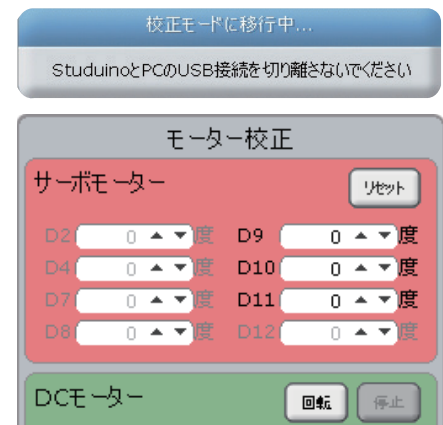 校正モードに移行中...
StuduinoとPCのUSB接続を切り離さないでください
モーター校正
サーボモーター リセット
D2 0 度 D9 0 度
D4 0 度 D10 0 度
D7 0 度 D11 0 度
D8 0 度 D12 0 度
DCモーター 回転 停止